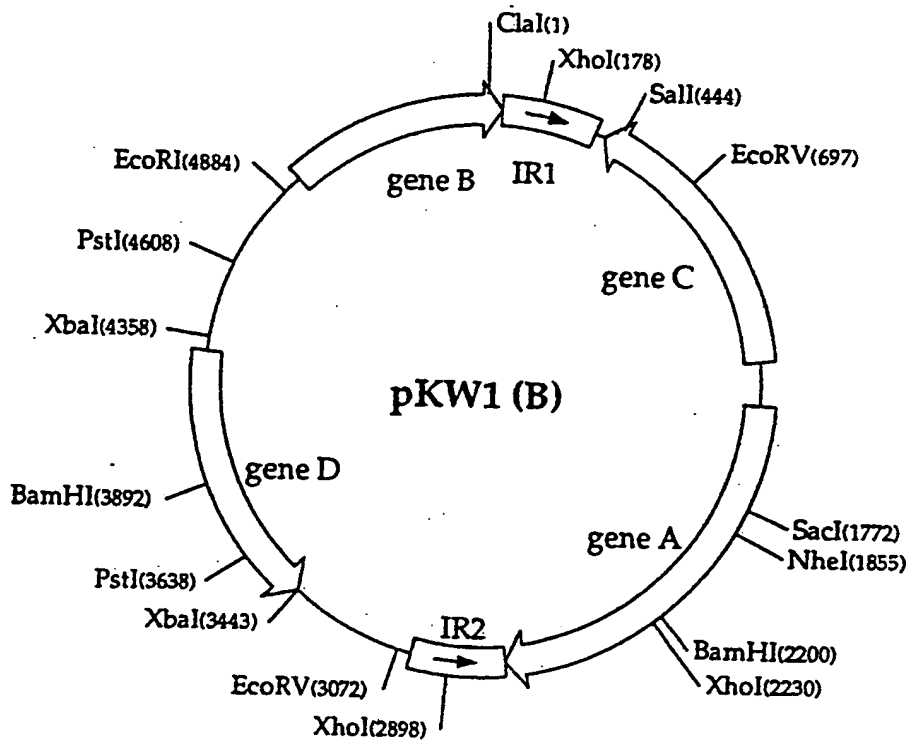 ClaI(1)
XhoI(178)
SalI(444)
EcoRV(697)
EcoRI(4884)
gene B
IR1
PstI(4608)
gene C
XbaI(4358)
pKW1 (B)
gene D
BamHI(3892)
gene A
SacI(1772)
NheI(1855)
PstI(3638)
XbaI(3443)
IR2
BamHI(2200)
EcoRV(3072)
XhoI(2230)
XhoI(2898)